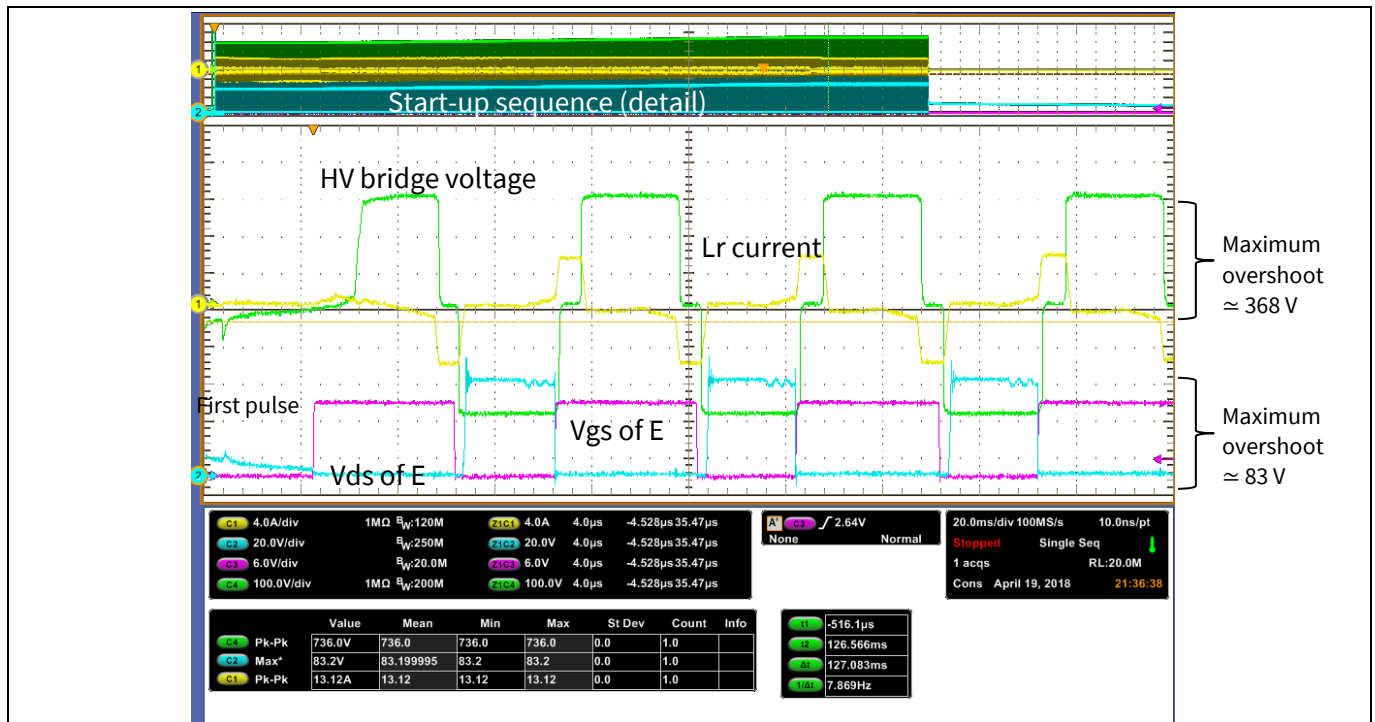 1
2
Start-up sequence (detail)
HV bridge voltage
Lr current
1
Maximum
overshoot
≃ 368 V
First pulse
Vgs of E
Vds of E
2
Maximum
overshoot
≃ 83 V
C1 4.0A/div 1MΩ BW:120M Z1C1 4.0A 4.0µs -4.528µs 35.47µs
C2 20.0V/div BW:250M Z1C2 20.0V 4.0µs -4.528µs 35.47µs
C3 6.0V/div BW:20.0M Z1C3 6.0V 4.0µs -4.528µs 35.47µs
C4 100.0V/div 1MΩ BW:200M Z1C4 100.0V 4.0µs -4.528µs 35.47µs
A' C3 2.64V
None Normal
20.0ms/div 100MS/s 10.0ns/pt
Stopped Single Seq
1 acqs RL:20.0M
Cons April 19, 2018 21:36:38
Value Mean Min Max St Dev Count Info
C4 Pk-Pk 736.0V 736.0 736.0 736.0 0.0 1.0
C2 Max* 83.2V 83.199995 83.2 83.2 0.0 1.0
C1 Pk-Pk 13.12A 13.12 13.12 13.12 0.0 1.0
t1 -516.1µs
t2 126.566ms
Δt 127.083ms
1/Δt 7.869Hz